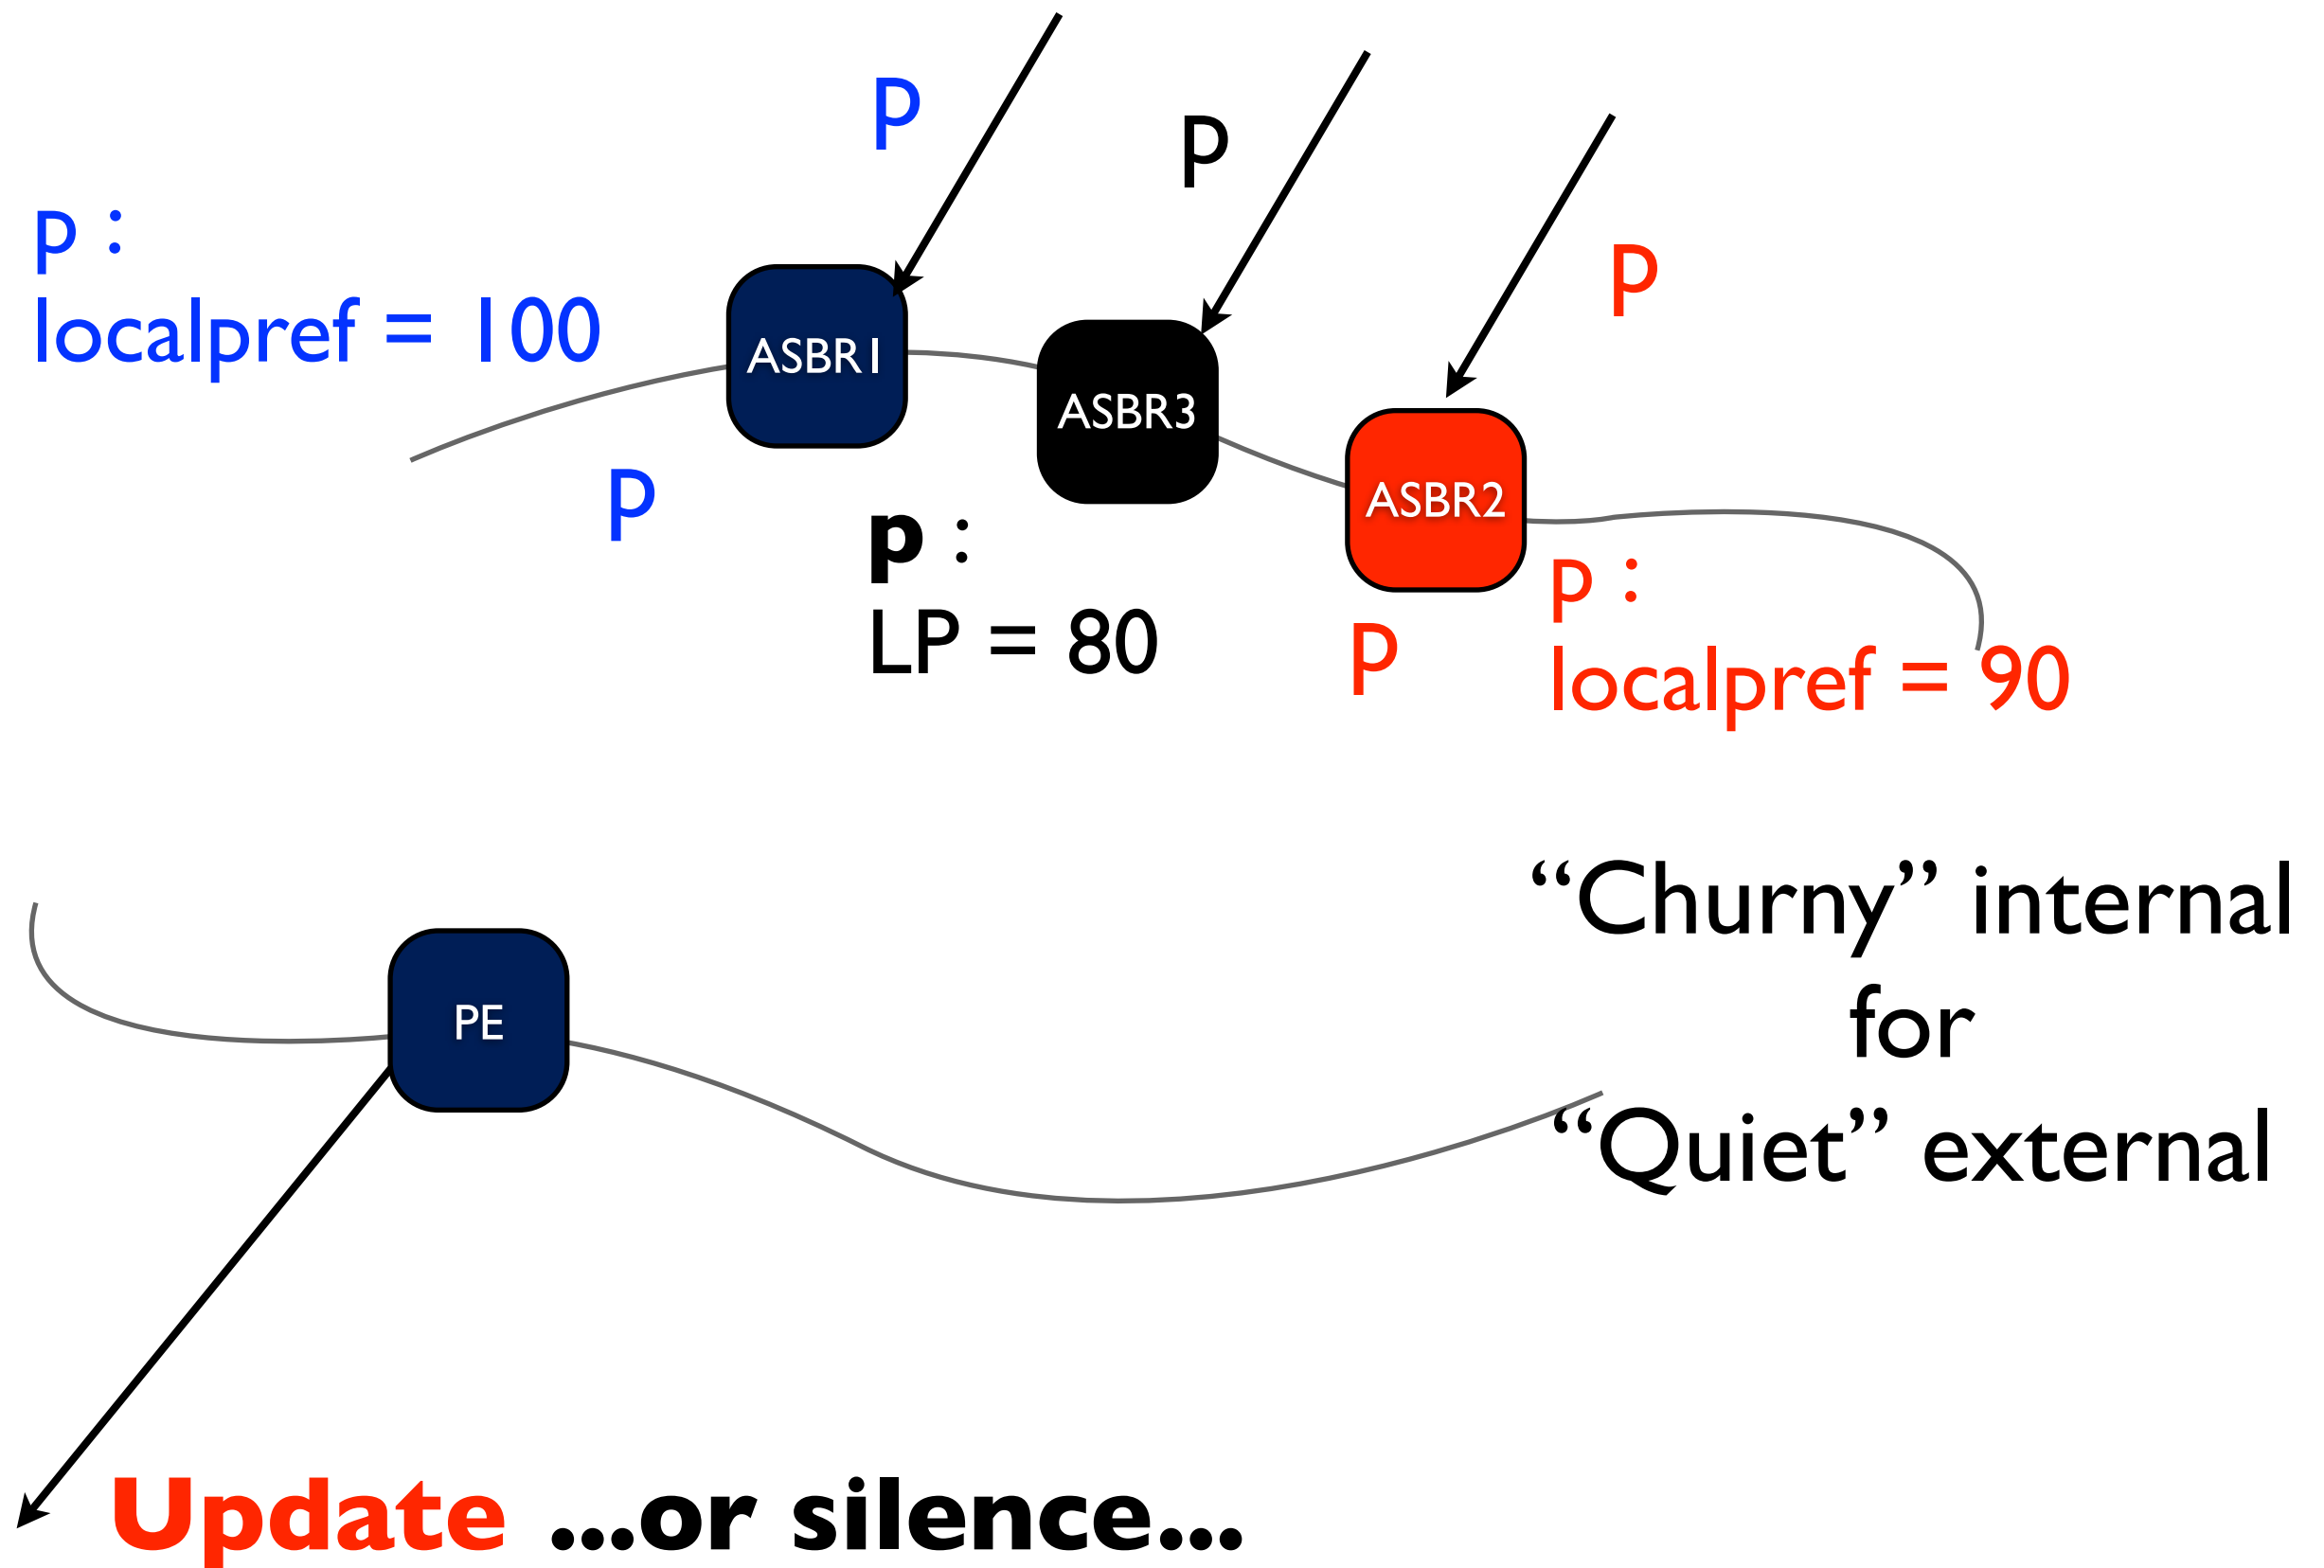 p
p
p :
localpref = 100
p
ASBR1
ASBR3
p
ASBR2
p :
LP = 80
p
p :
localpref = 90
“Churny” internal
for
“Quiet” external
PE
Update ...or silence...